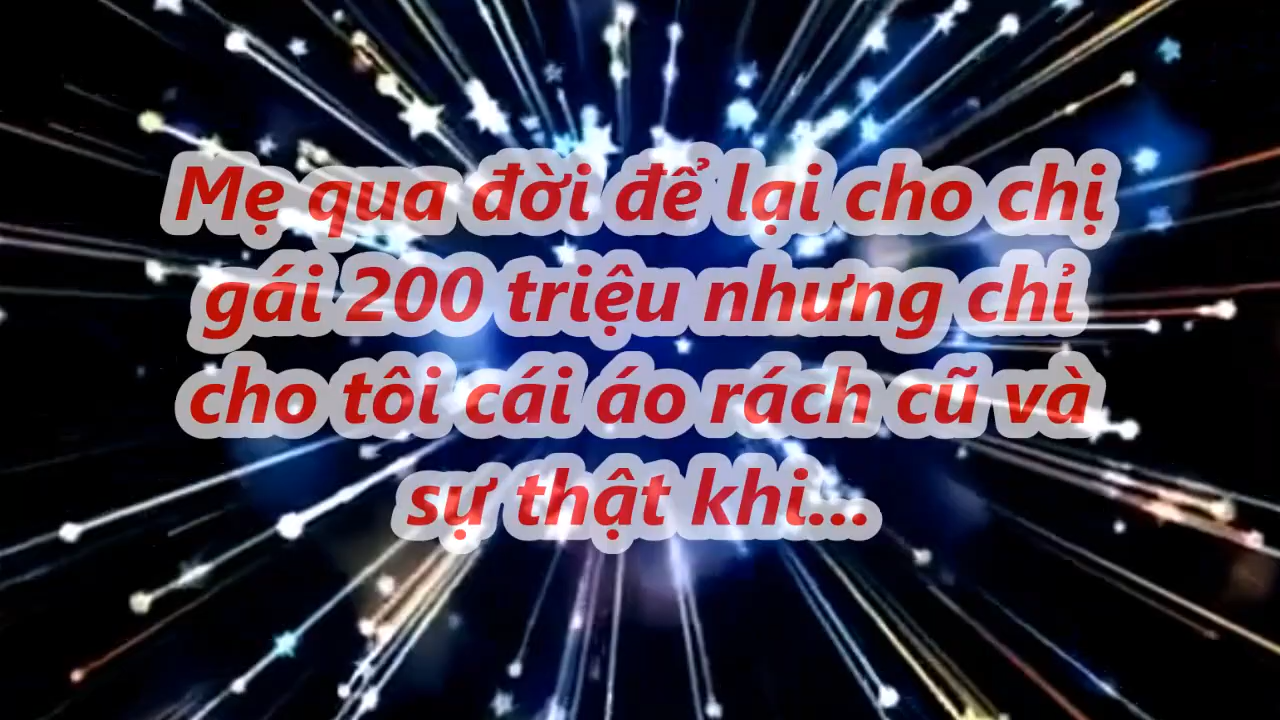 Mẹ qua đời để lại cho chị
gái 200 triệu nhưng chỉ
cho tôi cái áo rách cũ và
sự thật khi...